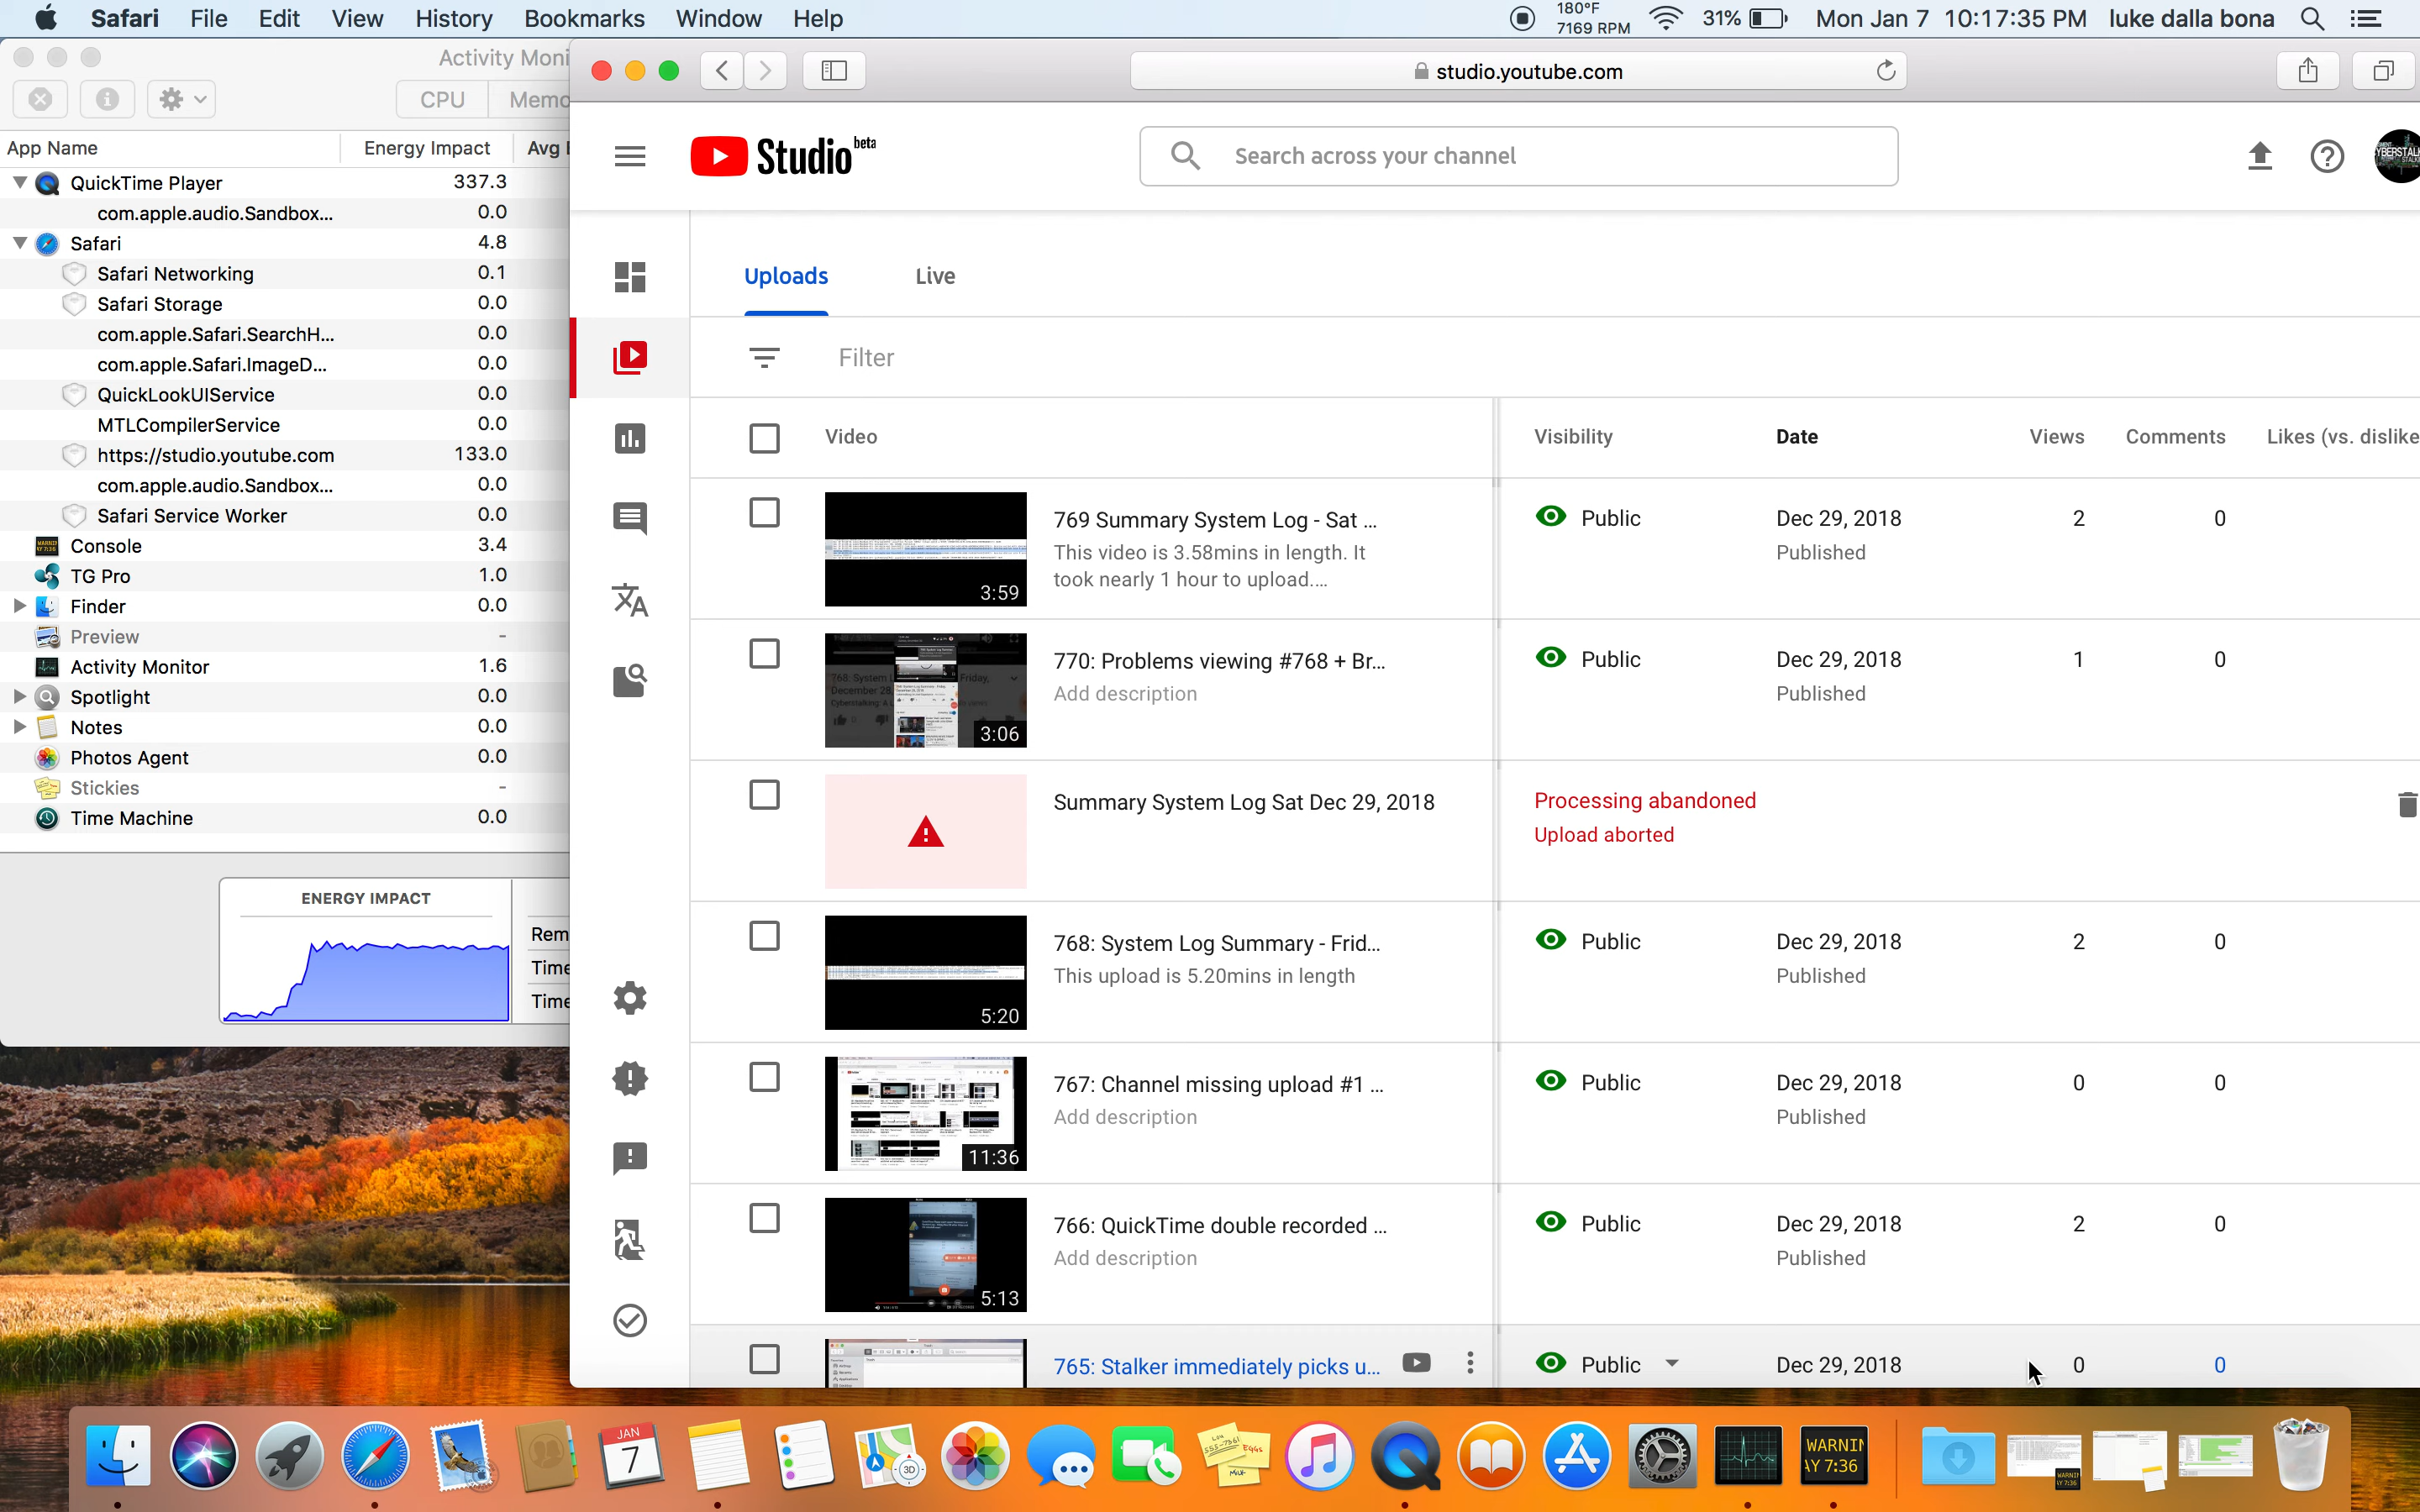 Safari File Edit View History Bookmarks Window Help
180°F
7169 RPM
31%
Mon Jan 7 10:17:35 PM
luke dalla bona
Activity Moni
CPU
Memo
App Name
Energy Impact
Avg
QuickTime Player 337.3
com.apple.audio.Sandbox... 0.0
Safari 4.8
Safari Networking 0.1
Safari Storage 0.0
com.apple.Safari.SearchH... 0.0
com.apple.Safari.ImageD... 0.0
QuickLookUIService 0.0
MTLCompilerService 0.0
https://studio.youtube.com 133.0
com.apple.audio.Sandbox... 0.0
Safari Service Worker 0.0
Console 3.4
TG Pro 1.0
Finder 0.0
Preview -
Activity Monitor 1.6
Spotlight 0.0
Notes 0.0
Photos Agent 0.0
Stickies -
Time Machine 0.0
ENERGY IMPACT
Rem
Time
Time
studio.youtube.com
Studio beta
Search across your channel
Uploads
Live
Filter
Video Visibility Date Views Comments Likes (vs. dislike
769 Summary System Log - Sat ...
This video is 3.58mins in length. It
took nearly 1 hour to upload....
3:59
Public Dec 29, 2018 2 0
Published
770: Problems viewing #768 + Br...
Add description
3:06
Public Dec 29, 2018 1 0
Published
Summary System Log Sat Dec 29, 2018
Processing abandoned
Upload aborted
768: System Log Summary - Frid...
This upload is 5.20mins in length
5:20
Public Dec 29, 2018 2 0
Published
767: Channel missing upload #1 ...
Add description
11:36
Public Dec 29, 2018 0 0
Published
766: QuickTime double recorded ...
Add description
5:13
Public Dec 29, 2018 2 0
Published
765: Stalker immediately picks u...
Public Dec 29, 2018 0 0
JAN
7
3D
WARNIN
AY 7:36